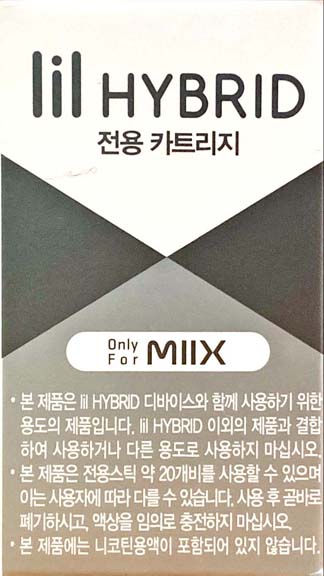 lil HYBRID
전용 카트리지
Only
For MIIX
• 본 제품은 lil HYBRID 디바이스와 함께 사용하기 위한
용도의 제품입니다. lil HYBRID 이외의 제품과 결합
하여 사용하거나 다른 용도로 사용하지 마십시오.
• 본 제품은 전용스틱 약 20개비를 사용할 수 있으며
이는 사용자에 따라 다를 수 있습니다. 사용 후 곧바로
폐기하시고, 액상을 임의로 충전하지 마십시오.
• 본 제품에는 니코틴용액이 포함되어 있지 않습니다.